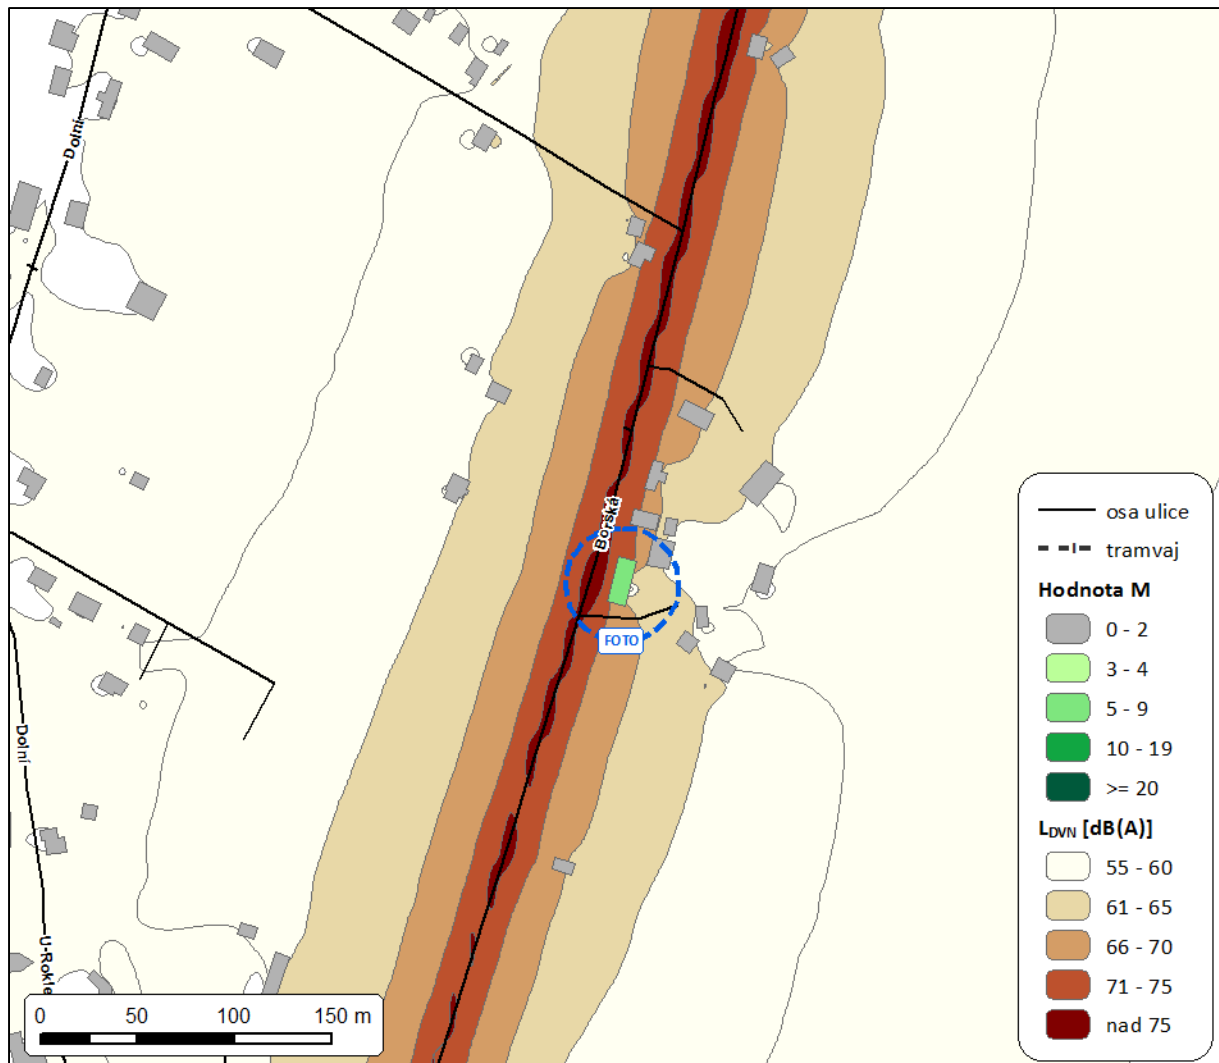 Dolní
Borská
FOTO
Dolní
U-Rokle
0 50 100 150 m
osa ulice
tramvaj
Hodnota M
0 - 2
3 - 4
5 - 9
10 - 19
>= 20
LDVN [dB(A)]
55 - 60
61 - 65
66 - 70
71 - 75
nad 75